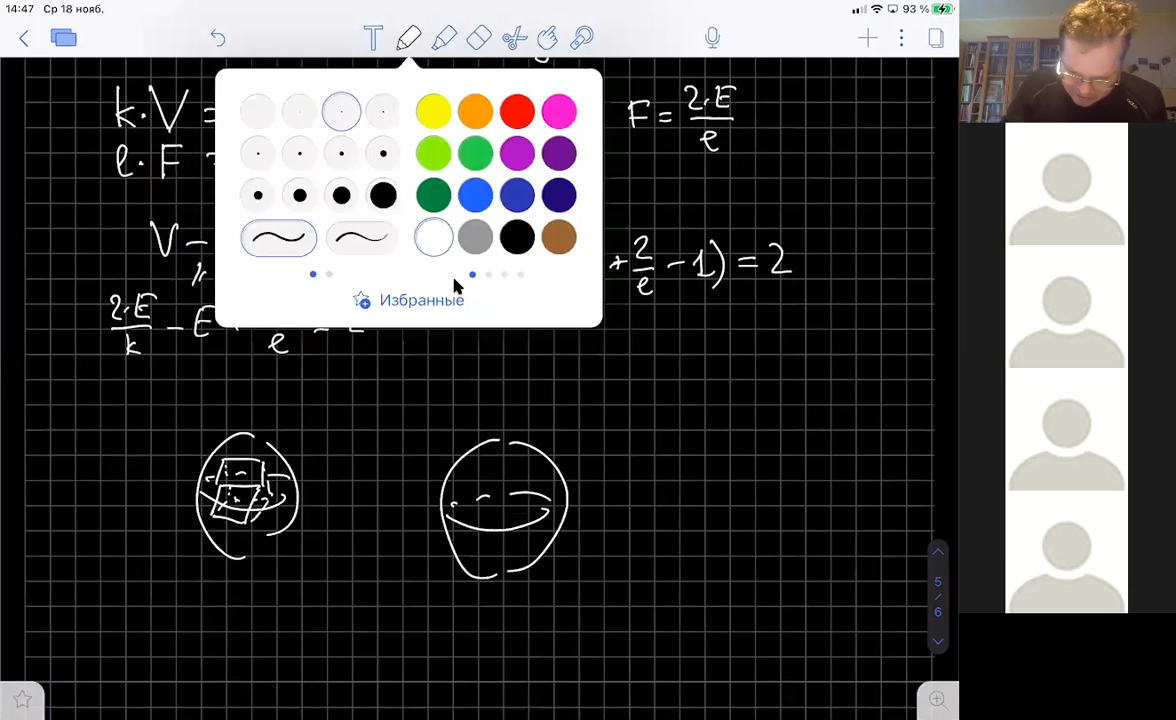 14:47 Ср 18 нояб. 93 %
k·V =
F = 2·E/e
l·F =
V −
+ 2/e − 1) = 2
2·E/k − E
e
Избранные
5
/
6